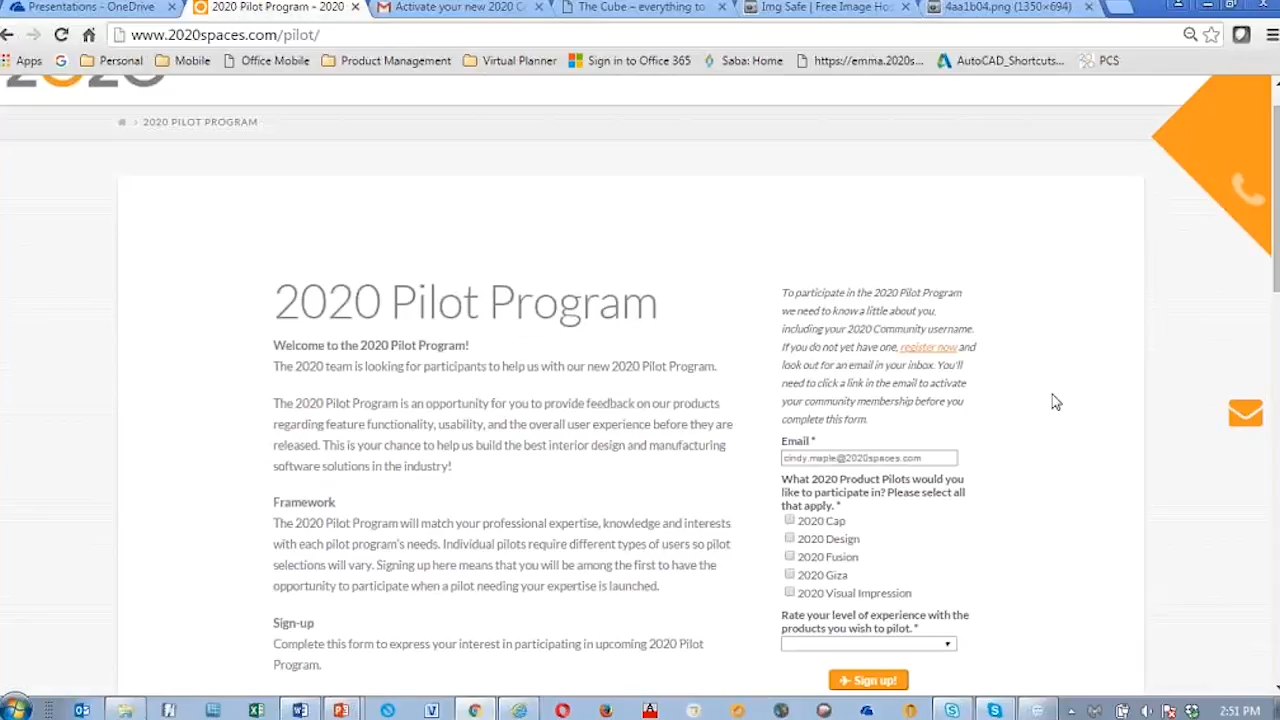 Presentations - OneDrive
2020 Pilot Program - 2020
Activate your new 2020 C
The Cube – everything to
Img Safe | Free Image Hos
4aa1b04.png (1350×694)
www.2020spaces.com/pilot/
Apps
Personal
Mobile
Office Mobile
Product Management
Virtual Planner
Sign in to Office 365
Saba: Home
https://emma.2020s...
AutoCAD_Shortcuts...
PCS
2020
> 2020 PILOT PROGRAM
2020 Pilot Program
Welcome to the 2020 Pilot Program!
The 2020 team is looking for participants to help us with our new 2020 Pilot Program.
The 2020 Pilot Program is an opportunity for you to provide feedback on our products
regarding feature functionality, usability, and the overall user experience before they are
released. This is your chance to help us build the best interior design and manufacturing
software solutions in the industry!
Framework
The 2020 Pilot Program will match your professional expertise, knowledge and interests
with each pilot program's needs. Individual pilots require different types of users so pilot
selections will vary. Signing up here means that you will be among the first to have the
opportunity to participate when a pilot needing your expertise is launched.
Sign-up
Complete this form to express your interest in participating in upcoming 2020 Pilot
Program.
To participate in the 2020 Pilot Program
we need to know a little about you,
including your 2020 Community username.
If you do not yet have one, register now and
look out for an email in your inbox. You'll
need to click a link in the email to activate
your community membership before you
complete this form.
Email *
cindy.maple@2020spaces.com
What 2020 Product Pilots would you
like to participate in? Please select all
that apply. *
2020 Cap
2020 Design
2020 Fusion
2020 Giza
2020 Visual Impression
Rate your level of experience with the
products you wish to pilot. *
Sign up!
2:51 PM